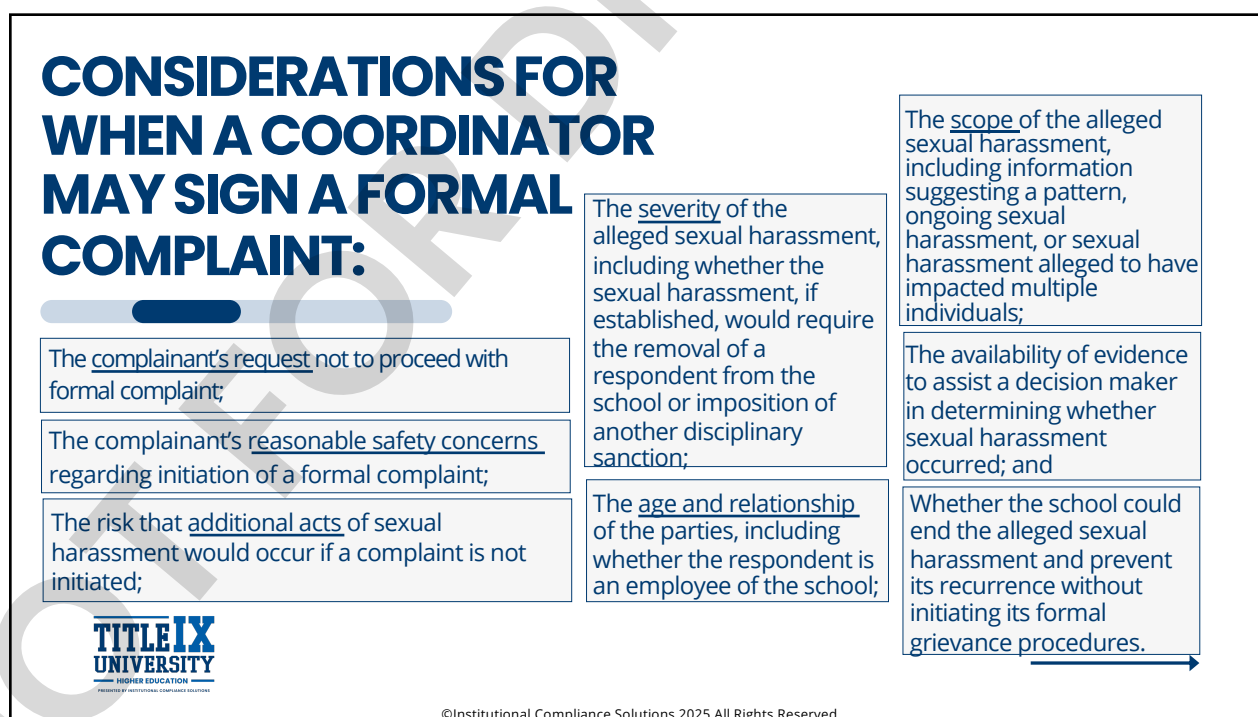 CONSIDERATIONS FOR
WHEN A COORDINATOR
MAY SIGN A FORMAL
COMPLAINT:
The complainant's request not to proceed with
formal complaint;
The complainant's reasonable safety concerns
regarding initiation of a formal complaint;
The risk that additional acts of sexual
harassment would occur if a complaint is not
initiated;
The severity of the
alleged sexual harassment,
including whether the
sexual harassment, if
established, would require
the removal of a
respondent from the
school or imposition of
another disciplinary
sanction;
The age and relationship
of the parties, including
whether the respondent is
an employee of the school;
The scope of the alleged
sexual harassment,
including information
suggesting a pattern,
ongoing sexual
harassment, or sexual
harassment alleged to have
impacted multiple
individuals;
The availability of evidence
to assist a decision maker
in determining whether
sexual harassment
occurred; and
Whether the school could
end the alleged sexual
harassment and prevent
its recurrence without
initiating its formal
grievance procedures.
TITLE IX
UNIVERSITY
HIGHER EDUCATION
PRESENTED BY INSTITUTIONAL COMPLIANCE SOLUTIONS
©Institutional Compliance Solutions 2025 All Rights Reserved
OT FOR D